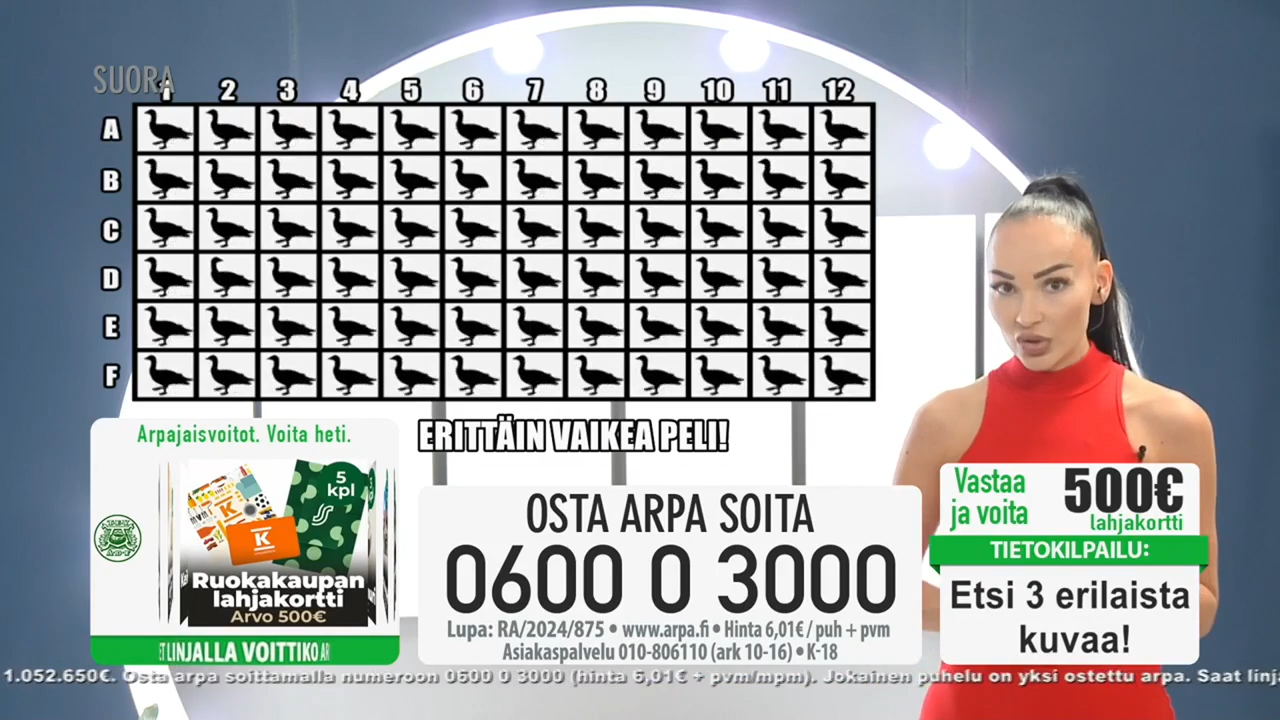 SUORA
1 2 3 4 5 6 7 8 9 10 11 12
A
B
C
D
E
F
ERITTÄIN VAIKEA PELI!
Arpajaisvoitot. Voita heti.
5
kpl
K
Ruokakaupan
lahjakortti
Arvo 500€
ET LINJALLA VOITTIKO AR
OSTA ARPA SOITA
0600 0 3000
Lupa: RA/2024/875 • www.arpa.fi • Hinta 6,01€ / puh + pvm
Asiakaspalvelu 010-806110 (ark 10-16) • K-18
Vastaa
ja voita
500€
lahjakortti
TIETOKILPAILU:
Etsi 3 erilaista
kuvaa!
1.052.650€. Osta arpa soittamalla numeroon 0600 0 3000 (hinta 6,01€ + pvm/mpm). Jokainen puhelu on yksi ostettu arpa. Saat linja